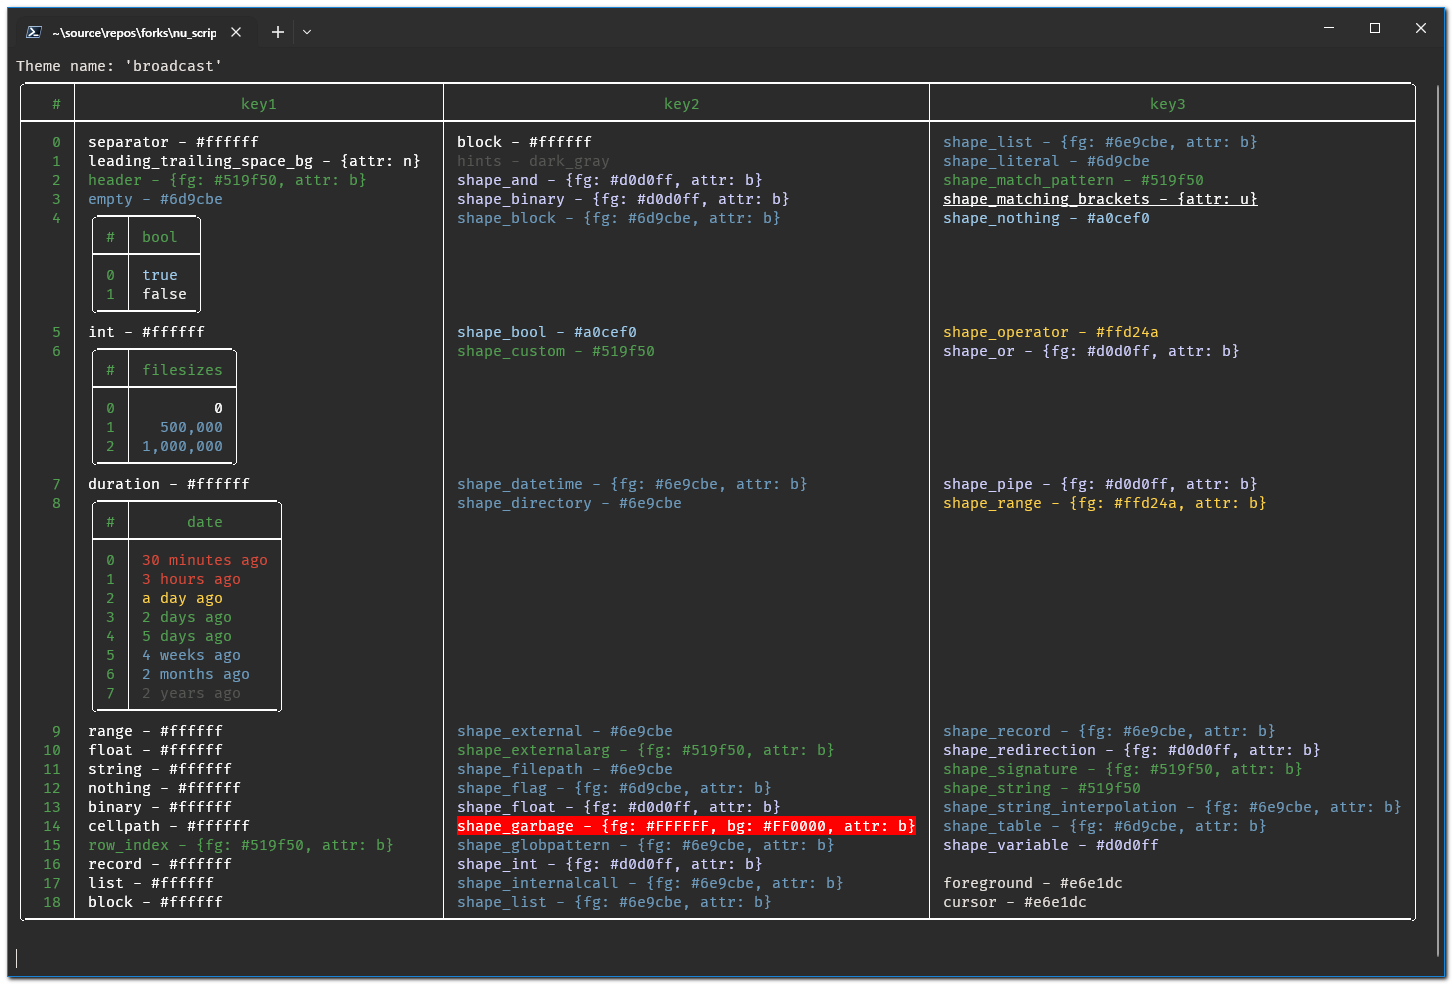 ~\source\repos\forks\nu_scrip
Theme name: 'broadcast'
# key1 key2 key3
0 separator - #ffffff block - #ffffff shape_list - {fg: #6e9cbe, attr: b}
1 leading_trailing_space_bg - {attr: n} hints - dark_gray shape_literal - #6d9cbe
2 header - {fg: #519f50, attr: b} shape_and - {fg: #d0d0ff, attr: b} shape_match_pattern - #519f50
3 empty - #6d9cbe shape_binary - {fg: #d0d0ff, attr: b} shape_matching_brackets - {attr: u}
4 shape_block - {fg: #6d9cbe, attr: b} shape_nothing - #a0cef0
# bool
0 true
1 false
5 int - #ffffff shape_bool - #a0cef0 shape_operator - #ffd24a
6 shape_custom - #519f50 shape_or - {fg: #d0d0ff, attr: b}
# filesizes
0 0
1 500,000
2 1,000,000
7 duration - #ffffff shape_datetime - {fg: #6e9cbe, attr: b} shape_pipe - {fg: #d0d0ff, attr: b}
8 shape_directory - #6e9cbe shape_range - {fg: #ffd24a, attr: b}
# date
0 30 minutes ago
1 3 hours ago
2 a day ago
3 2 days ago
4 5 days ago
5 4 weeks ago
6 2 months ago
7 2 years ago
9 range - #ffffff shape_external - #6e9cbe shape_record - {fg: #6e9cbe, attr: b}
10 float - #ffffff shape_externalarg - {fg: #519f50, attr: b} shape_redirection - {fg: #d0d0ff, attr: b}
11 string - #ffffff shape_filepath - #6e9cbe shape_signature - {fg: #519f50, attr: b}
12 nothing - #ffffff shape_flag - {fg: #6d9cbe, attr: b} shape_string - #519f50
13 binary - #ffffff shape_float - {fg: #d0d0ff, attr: b} shape_string_interpolation - {fg: #6e9cbe, attr: b}
14 cellpath - #ffffff shape_garbage - {fg: #FFFFFF, bg: #FF0000, attr: b} shape_table - {fg: #6d9cbe, attr: b}
15 row_index - {fg: #519f50, attr: b} shape_globpattern - {fg: #6e9cbe, attr: b} shape_variable - #d0d0ff
16 record - #ffffff shape_int - {fg: #d0d0ff, attr: b}
17 list - #ffffff shape_internalcall - {fg: #6e9cbe, attr: b} foreground - #e6e1dc
18 block - #ffffff shape_list - {fg: #6e9cbe, attr: b} cursor - #e6e1dc